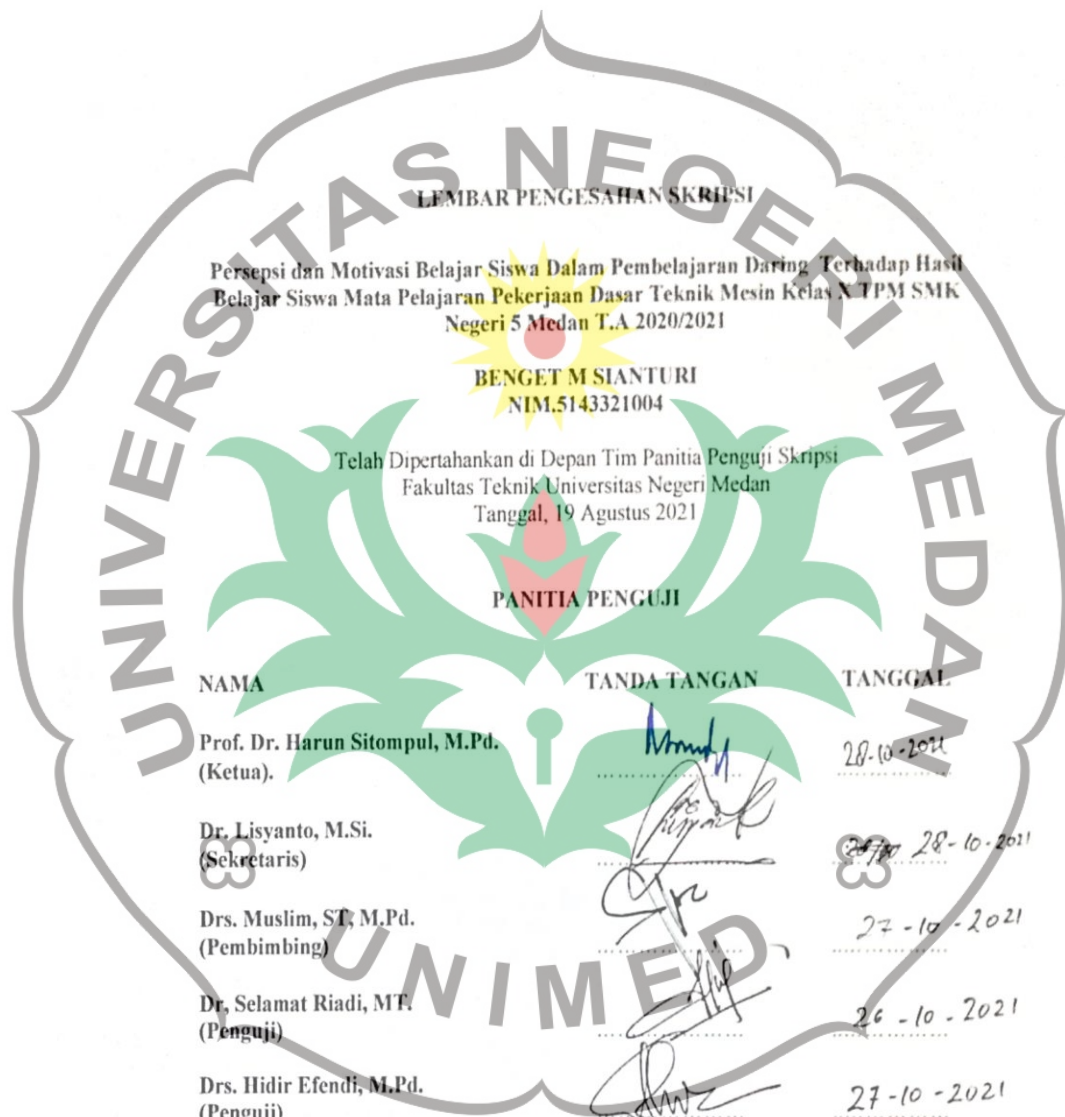 UNIVERSITAS NEGERI MEDAN
UNIMED
LEMBAR PENGESAHAN SKRIPSI
Persepsi dan Motivasi Belajar Siswa Dalam Pembelajaran Daring Terhadap Hasil
Belajar Siswa Mata Pelajaran Pekerjaan Dasar Teknik Mesin Kelas X TPM SMK
Negeri 5 Medan T.A 2020/2021
BENGET M SIANTURI
NIM.5143321004
Telah Dipertahankan di Depan Tim Panitia Penguji Skripsi
Fakultas Teknik Universitas Negeri Medan
Tanggal, 19 Agustus 2021
PANITIA PENGUJI
NAMA TANDA TANGAN TANGGAL
Prof. Dr. Harun Sitompul, M.Pd. 28-10-2021
(Ketua).
Dr. Lisyanto, M.Si. 28-10-2021
(Sekretaris)
Drs. Muslim, ST, M.Pd. 27-10-2021
(Pembimbing)
Dr, Selamat Riadi, MT. 26-10-2021
(Penguji)
Drs. Hidir Efendi, M.Pd. 27-10-2021
(Penguji)